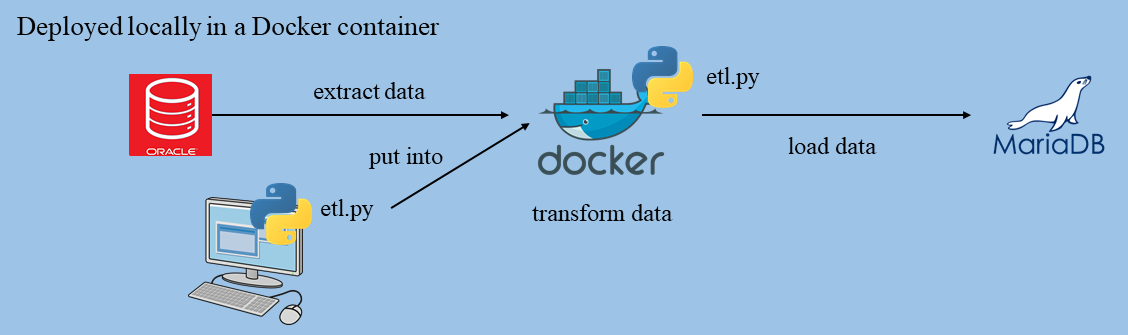 Deployed locally in a Docker container
ORACLE
extract data
etl.py
put into
docker
load data
MariaDB
etl.py
transform data